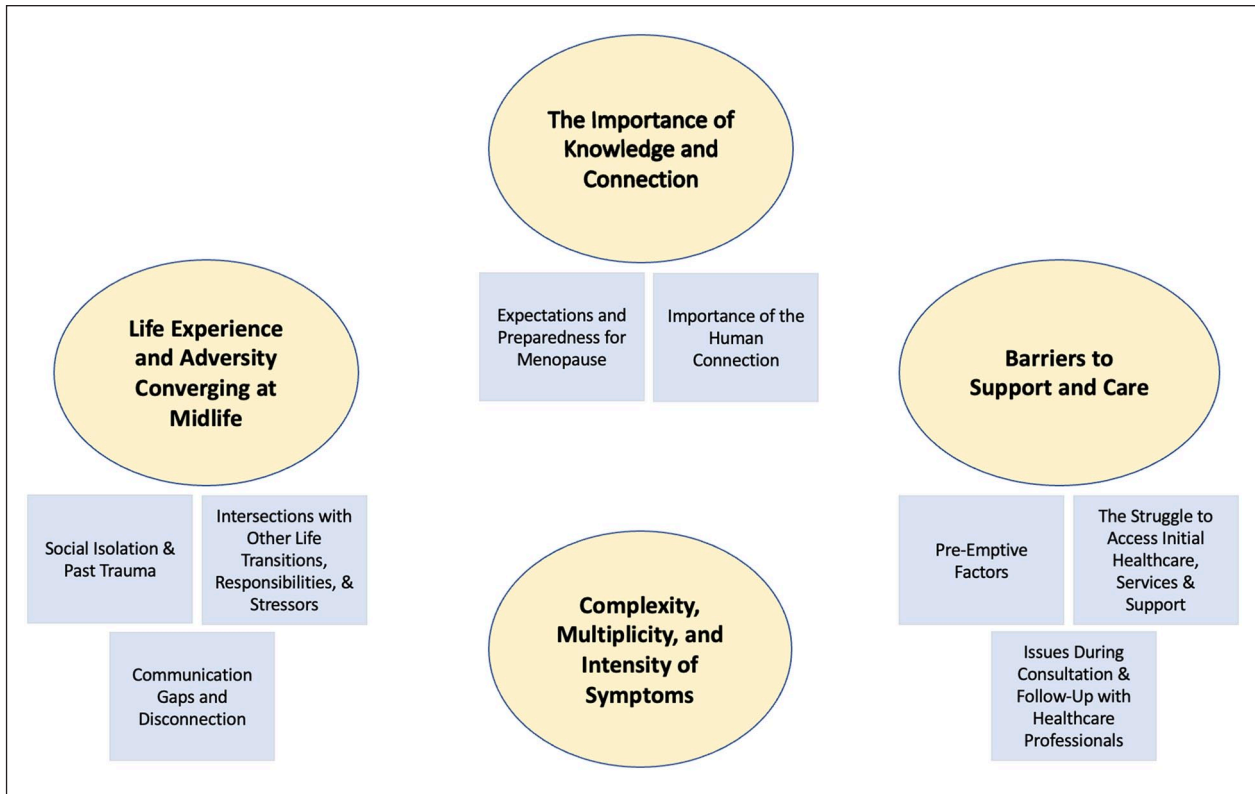 The Importance of
Knowledge and
Connection
Expectations and
Preparedness for
Menopause
Importance of the
Human
Connection
Life Experience
and Adversity
Converging at
Midlife
Social Isolation &
Past Trauma
Intersections with
Other Life
Transitions,
Responsibilities, &
Stressors
Communication
Gaps and
Disconnection
Complexity,
Multiplicity, and
Intensity of
Symptoms
Barriers to
Support and Care
Pre-Emptive
Factors
The Struggle to
Access Initial
Healthcare,
Services &
Support
Issues During
Consultation &
Follow-Up with
Healthcare
Professionals